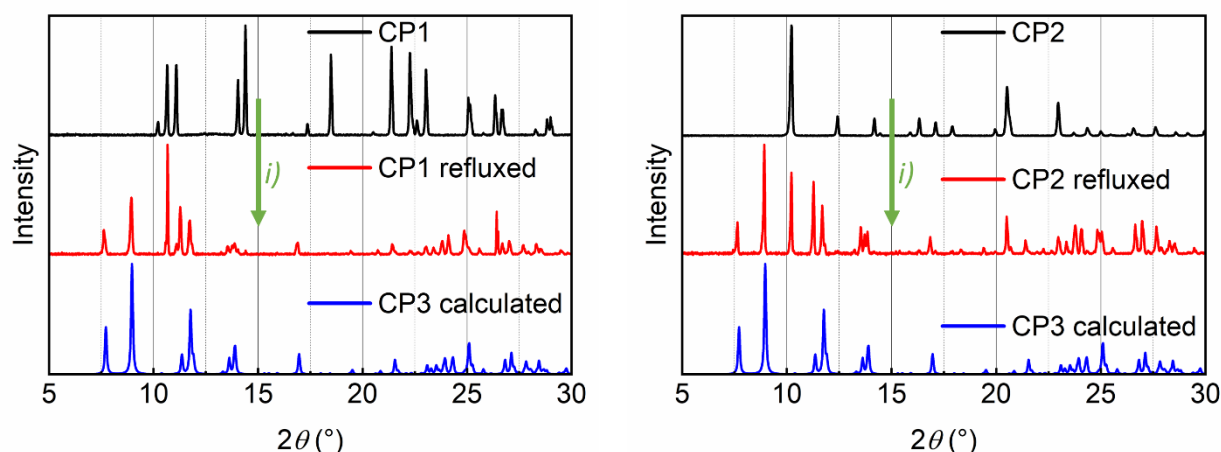 CP1
i)
CP1 refluxed
CP3 calculated
Intensity
5 10 15 20 25 30
2θ (°)
CP2
i)
CP2 refluxed
CP3 calculated
Intensity
5 10 15 20 25 30
2θ (°)